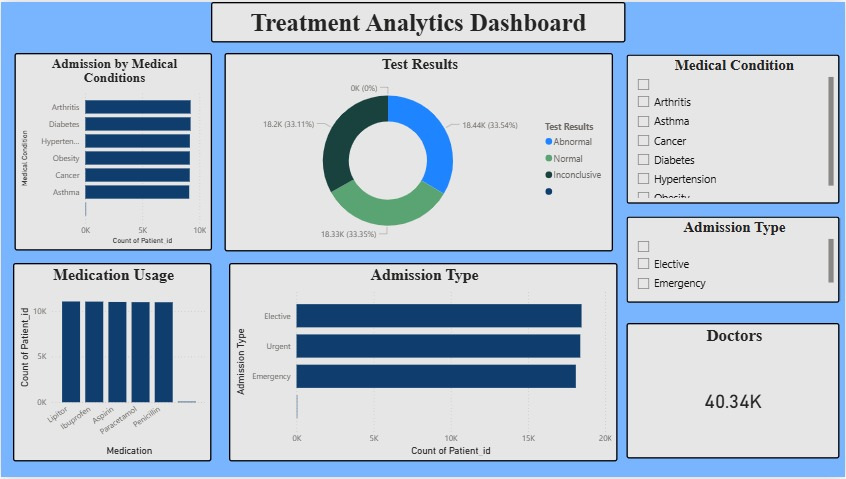 Treatment Analytics Dashboard
Admission by Medical
Conditions
Medical Condition
Arthritis
Diabetes
Hyperten...
Obesity
Cancer
Asthma
0K
5K
10K
Count of Patient_id
Test Results
0K (0%)
18.2K (33.11%)
18.44K (33.54%)
18.33K (33.35%)
Test Results
Abnormal
Normal
Inconclusive
Medical Condition
Arthritis
Asthma
Cancer
Diabetes
Hypertension
Obesity
Admission Type
Elective
Emergency
Medication Usage
Count of Patient_id
10K
5K
0K
Lipitor
Ibuprofen
Aspirin
Paracetamol
Penicillin
Medication
Admission Type
Admission Type
Elective
Urgent
Emergency
0K
5K
10K
15K
20K
Count of Patient_id
Doctors
40.34K